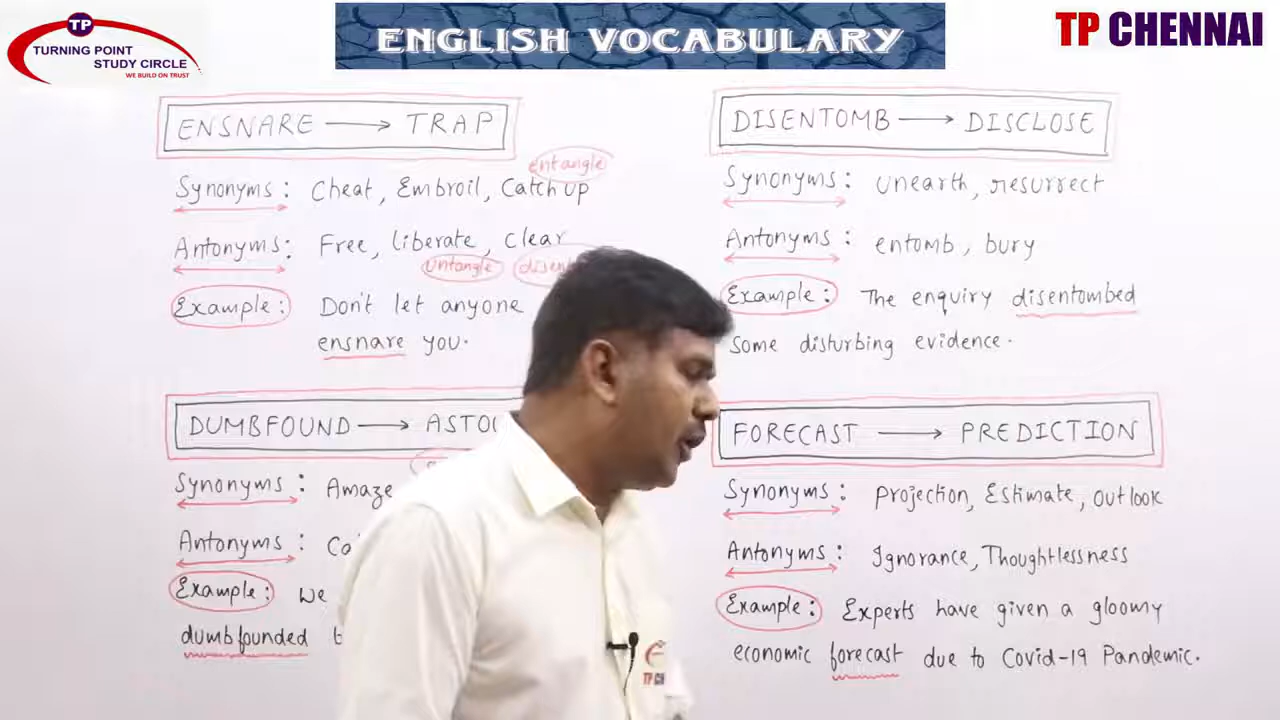 TP
TURNING POINT
STUDY CIRCLE
WE BUILD ON TRUST
ENGLISH VOCABULARY
TP CHENNAI
ENSNARE → TRAP
entangle
Synonyms: Cheat, Embroil, Catch up
Antonyms: Free, liberate, clear
untangle
Example: Don't let anyone
ensnare you.
DISENTOMB → DISCLOSE
Synonyms: unearth, resurrect
Antonyms: entomb, bury
Example: The enquiry disentombed
Some disturbing evidence.
DUMBFOUND →
Synonyms: Amaze
Antonyms:
Example: We
dumbfounded
FORECAST → PREDICTION
Synonyms: Projection, Estimate, outlook
Antonyms: Ignorance, Thoughtlessness
Example: Experts have given a gloomy
economic forecast due to Covid-19 Pandemic.
TP